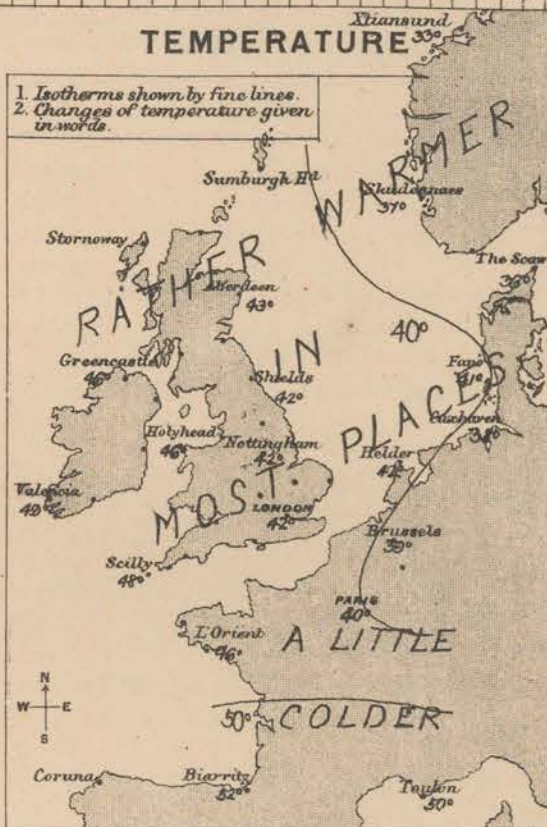 TEMPERATURE
Xtiansund
33°
1. Isotherms shown by fine lines.
2. Changes of temperature given
in words.
Sumburgh Hd
WARMER
Skudesnaes
37°
Stornoway
RATHER
The Scaw
36°
Aberdeen
43°
40°
IN
Greencastle
46°
Shields
42°
Fanö
41°
PLACES
Cuxhaven
Holyhead
46°
Nottingham
42°
Helder
Valencia
49°
MOST
LONDON
42°
Brussels
39°
Scilly
48°
PARIS
40°
L'Orient
46°
A LITTLE
N
W E
S
50°
COLDER
Coruna
Biarritz
52°
Toulon
50°